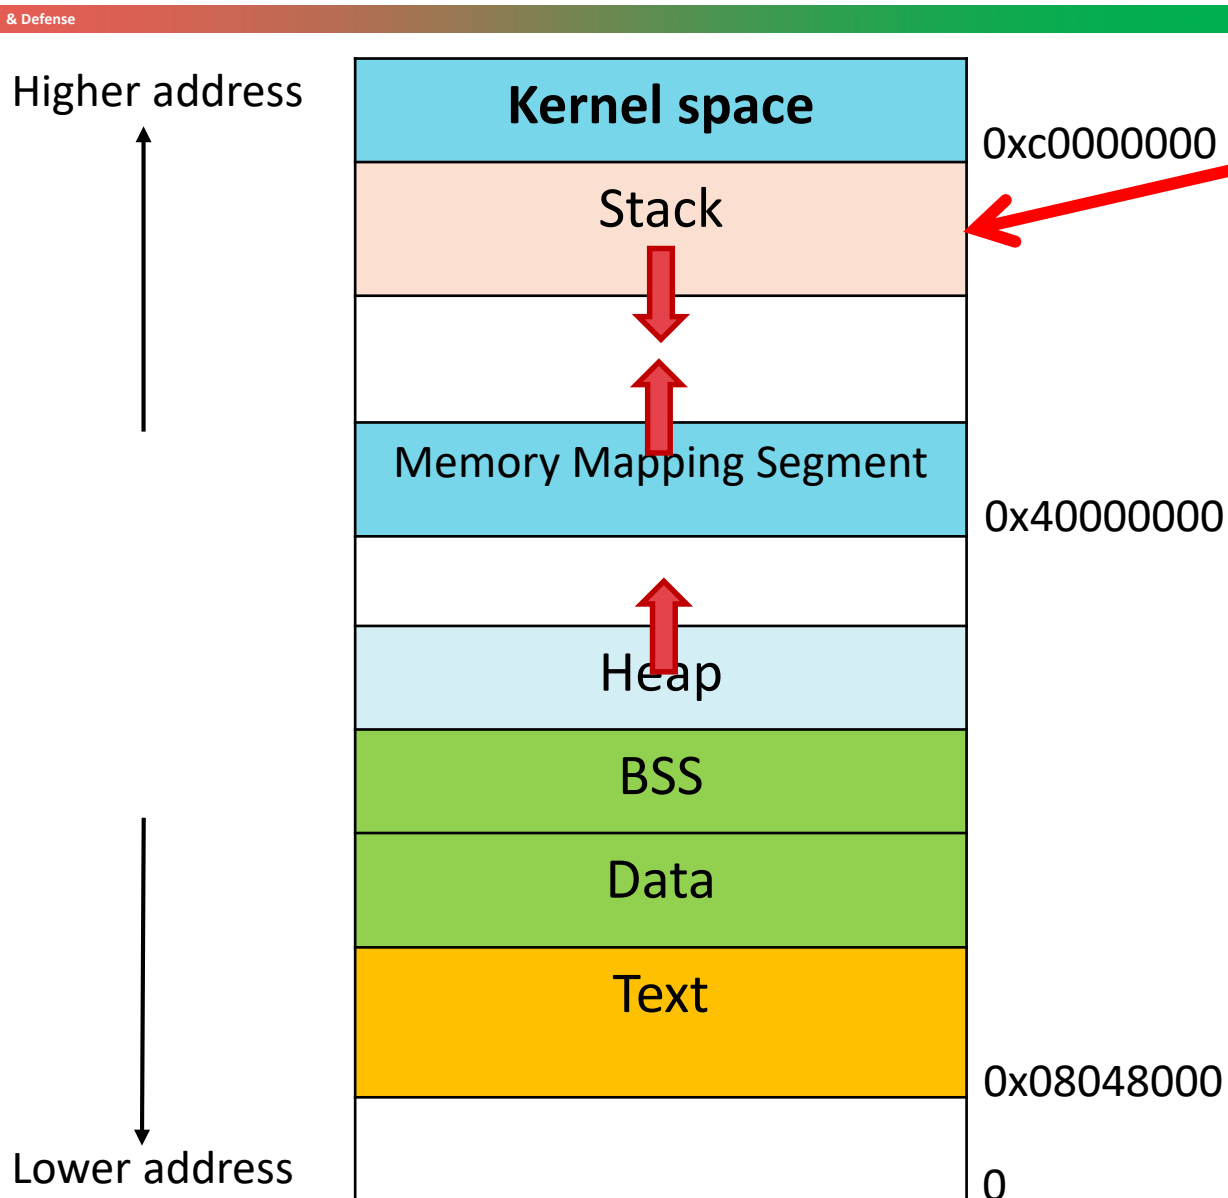 & Defense
Higher address
Kernel space
0xc0000000
Stack
Memory Mapping Segment
0x40000000
Heap
BSS
Data
Text
0x08048000
Lower address
0